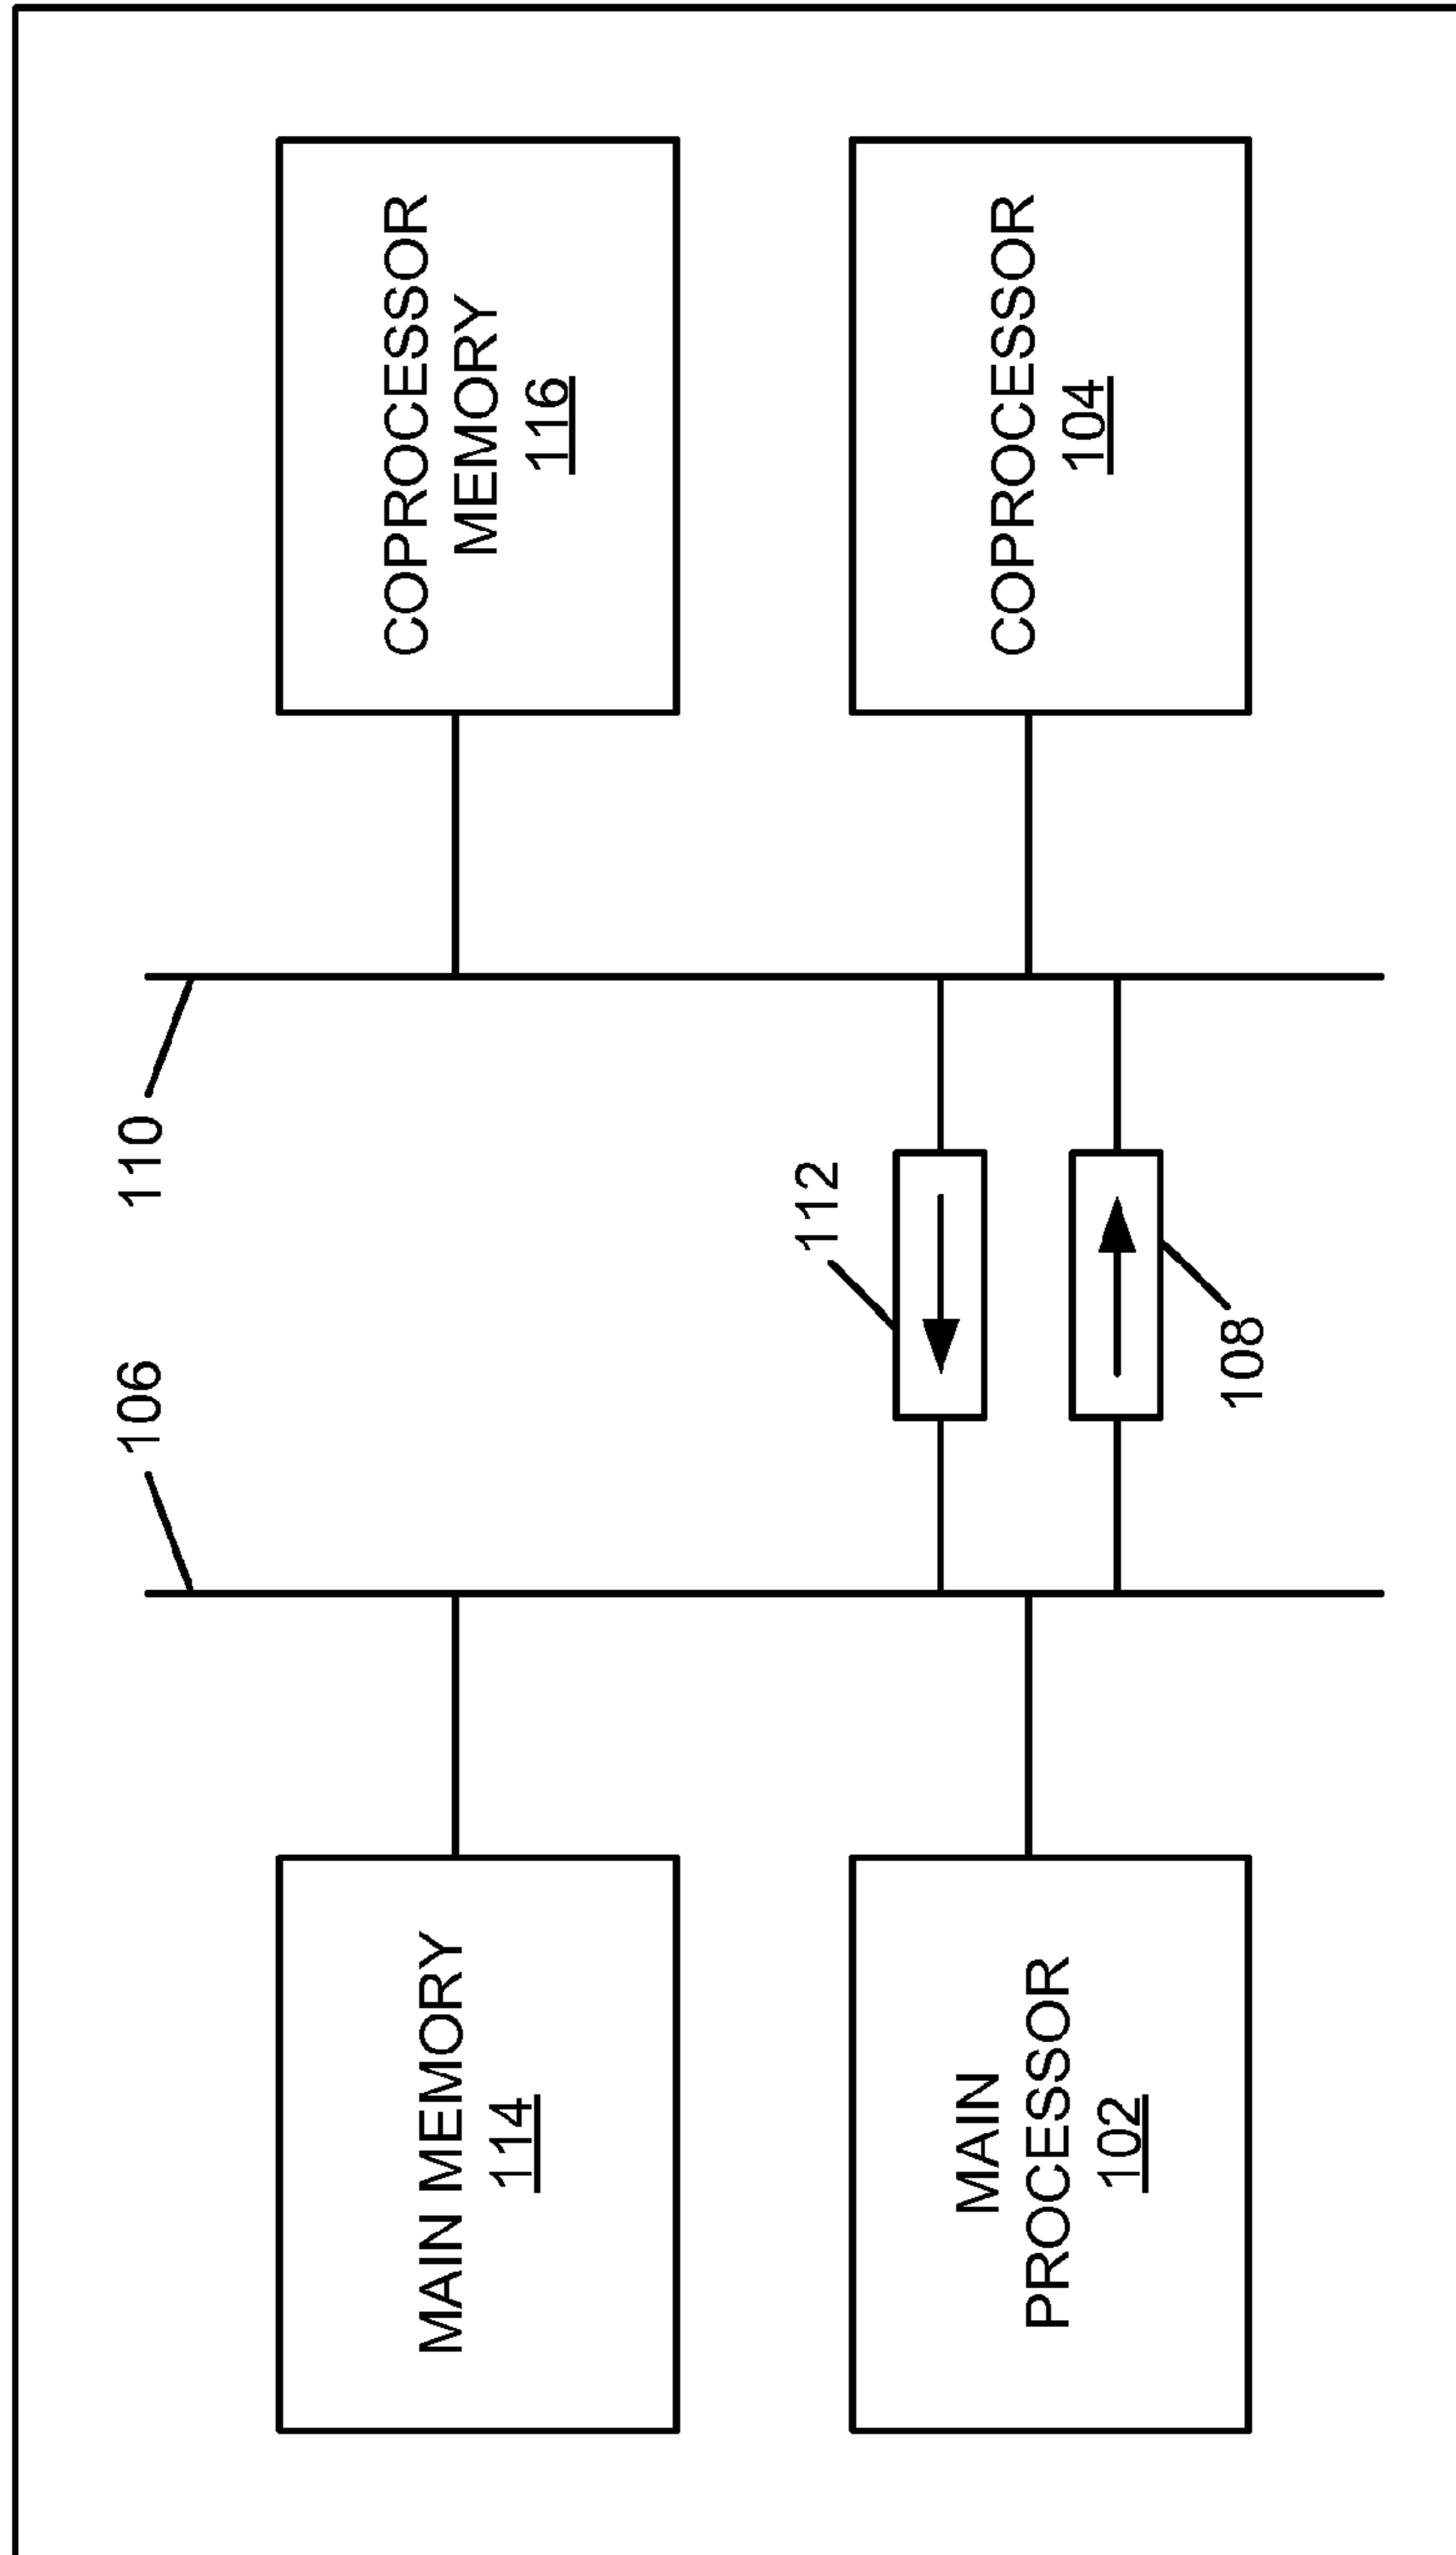 106
110
MAIN MEMORY
114
COPROCESSOR
MEMORY
116
112
MAIN
PROCESSOR
102
108
COPROCESSOR
104